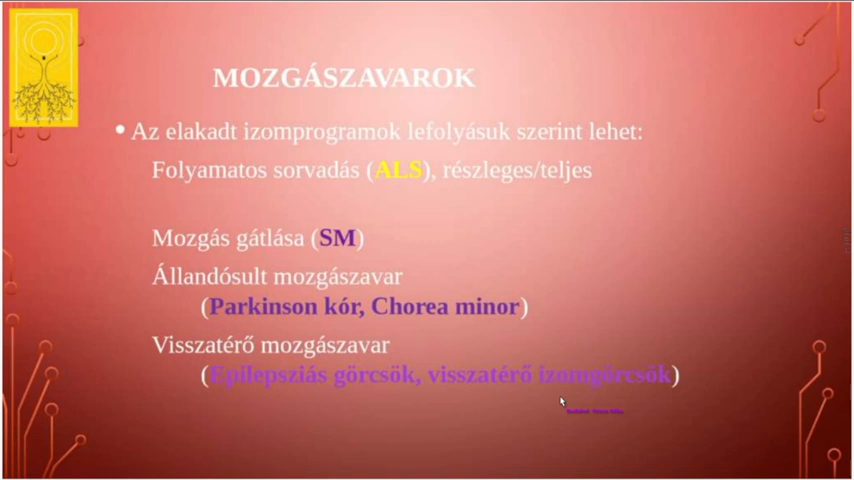 MOZGÁSZAVAROK
• Az elakadt izomprogramok lefolyásuk szerint lehet:
Folyamatos sorvadás (ALS), részleges/teljes
Mozgás gátlása (SM)
Állandósult mozgászavar
(Parkinson kór, Chorea minor)
Visszatérő mozgászavar
(Epilepsziás görcsök, visszatérő izomgörcsök)